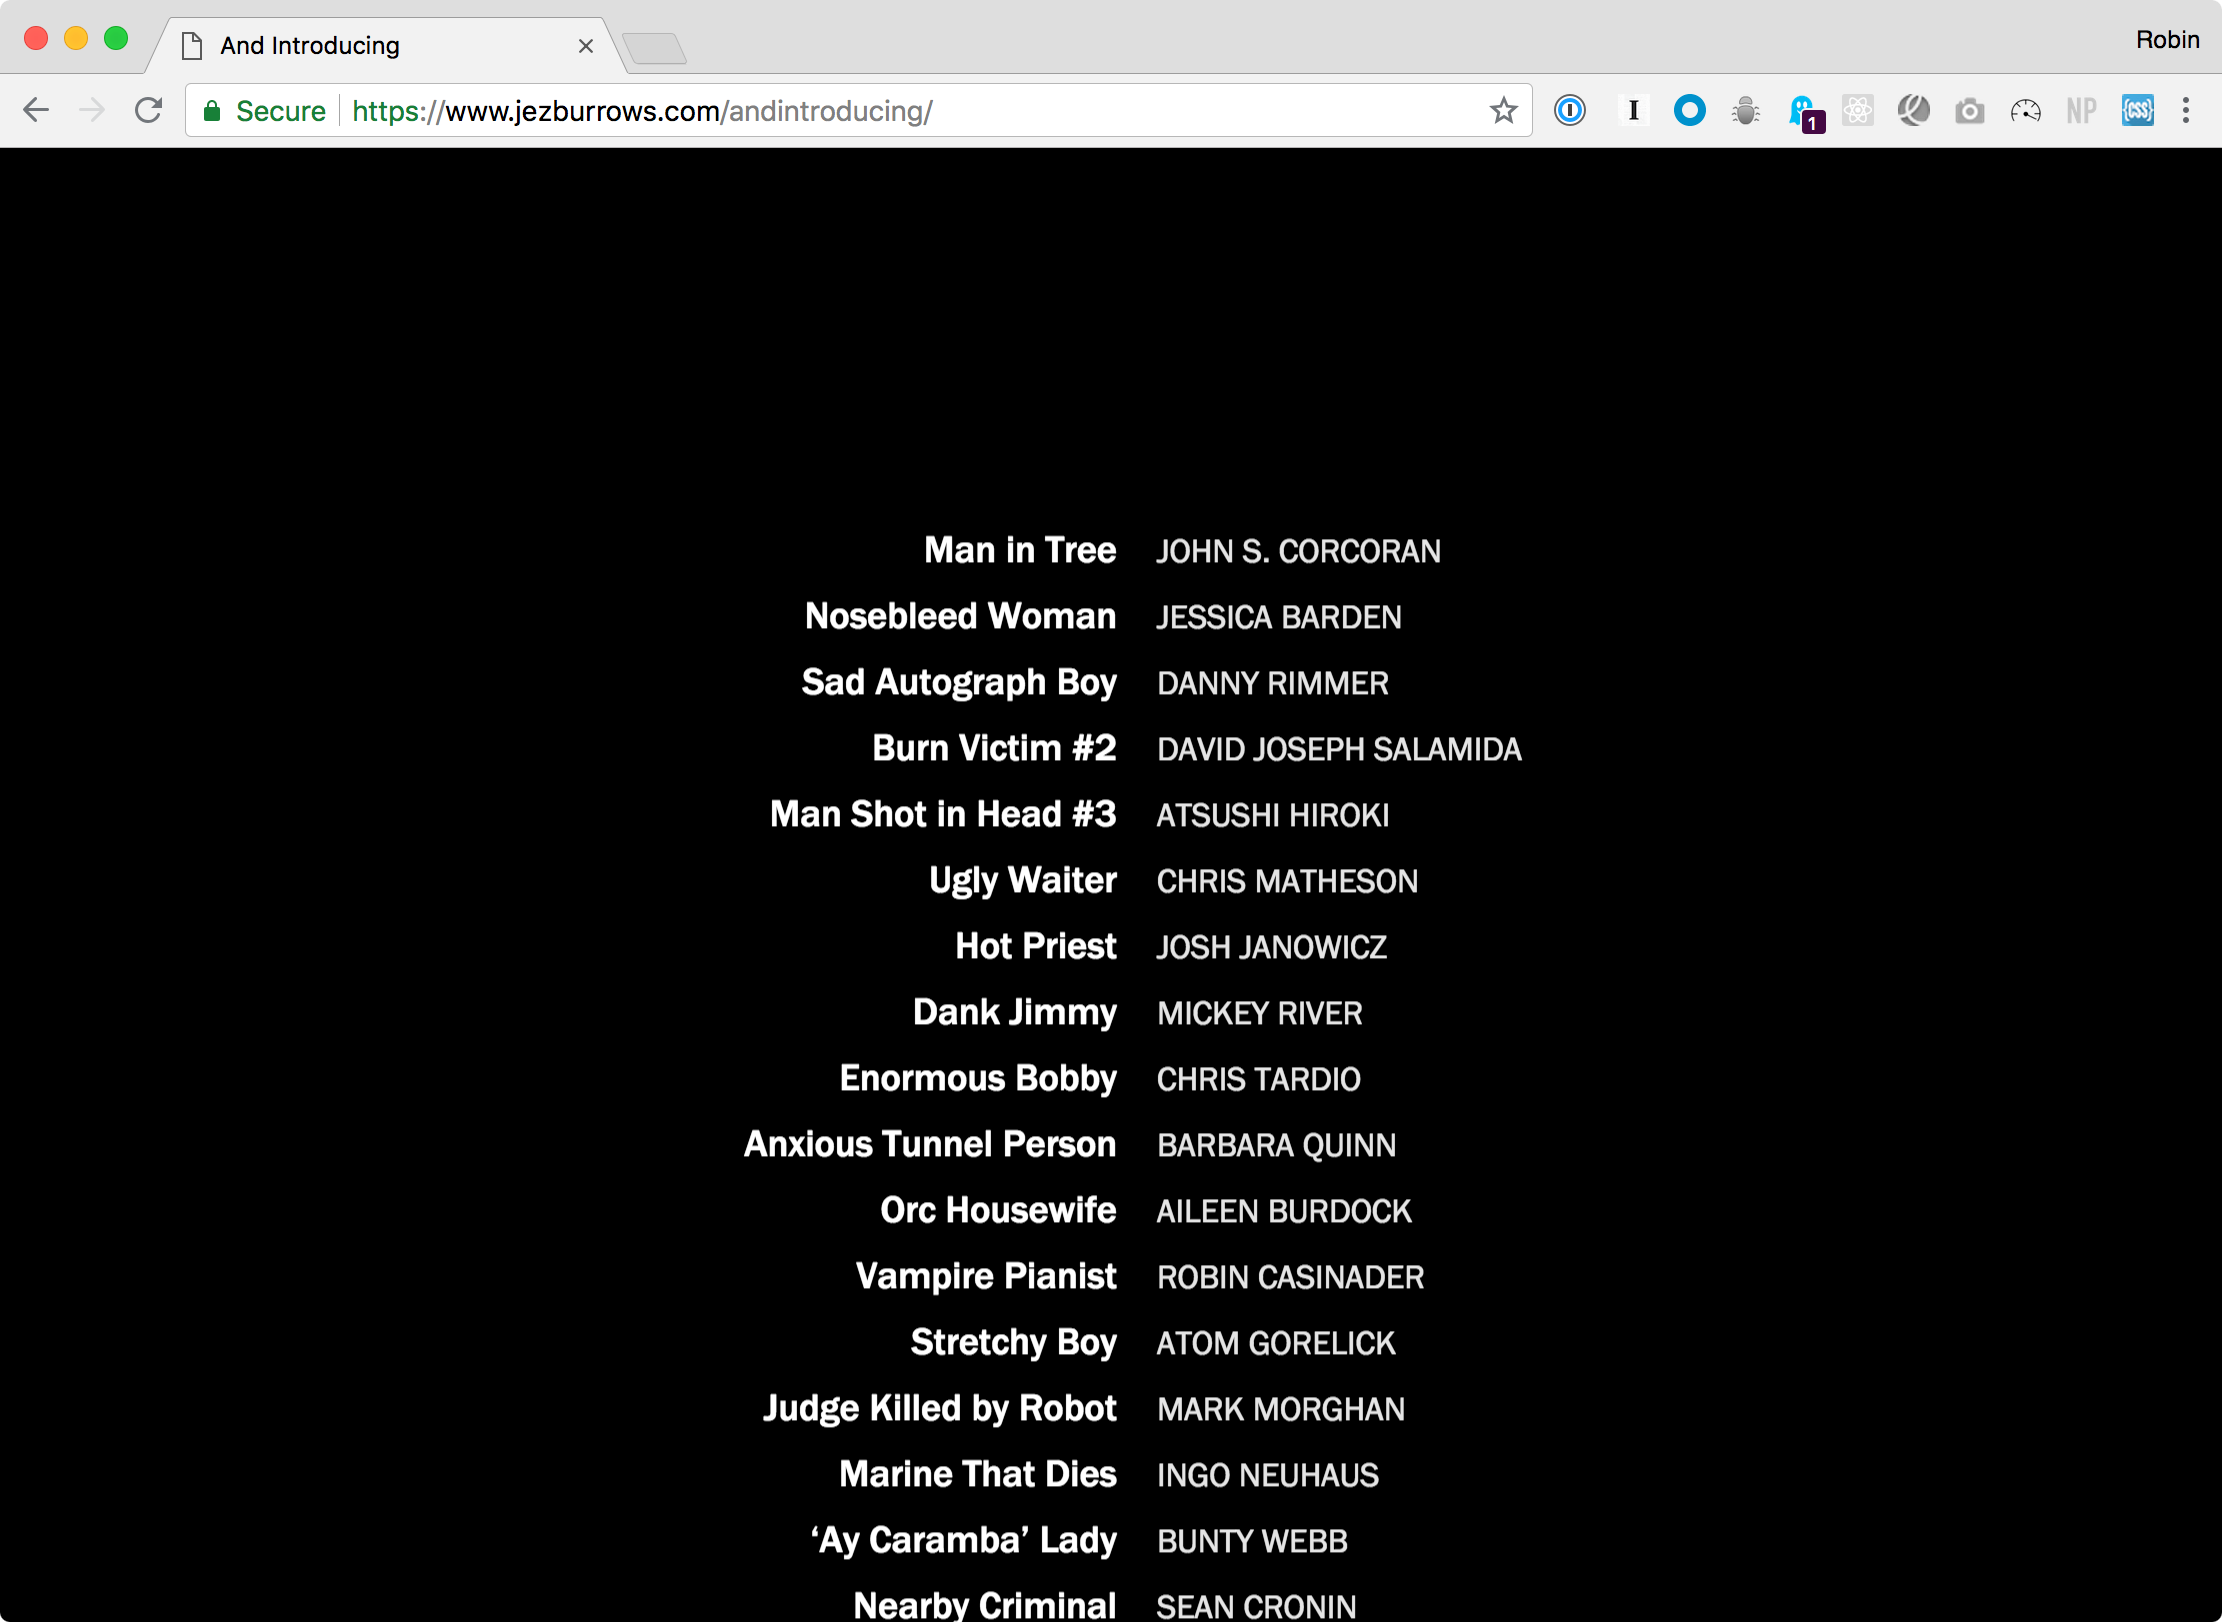 And Introducing
Robin
Secure https://www.jezburrows.com/andintroducing/
I 1 NP {CSS}
Man in Tree JOHN S. CORCORAN
Nosebleed Woman JESSICA BARDEN
Sad Autograph Boy DANNY RIMMER
Burn Victim #2 DAVID JOSEPH SALAMIDA
Man Shot in Head #3 ATSUSHI HIROKI
Ugly Waiter CHRIS MATHESON
Hot Priest JOSH JANOWICZ
Dank Jimmy MICKEY RIVER
Enormous Bobby CHRIS TARDIO
Anxious Tunnel Person BARBARA QUINN
Orc Housewife AILEEN BURDOCK
Vampire Pianist ROBIN CASINADER
Stretchy Boy ATOM GORELICK
Judge Killed by Robot MARK MORGHAN
Marine That Dies INGO NEUHAUS
‘Ay Caramba’ Lady BUNTY WEBB
Nearby Criminal SEAN CRONIN